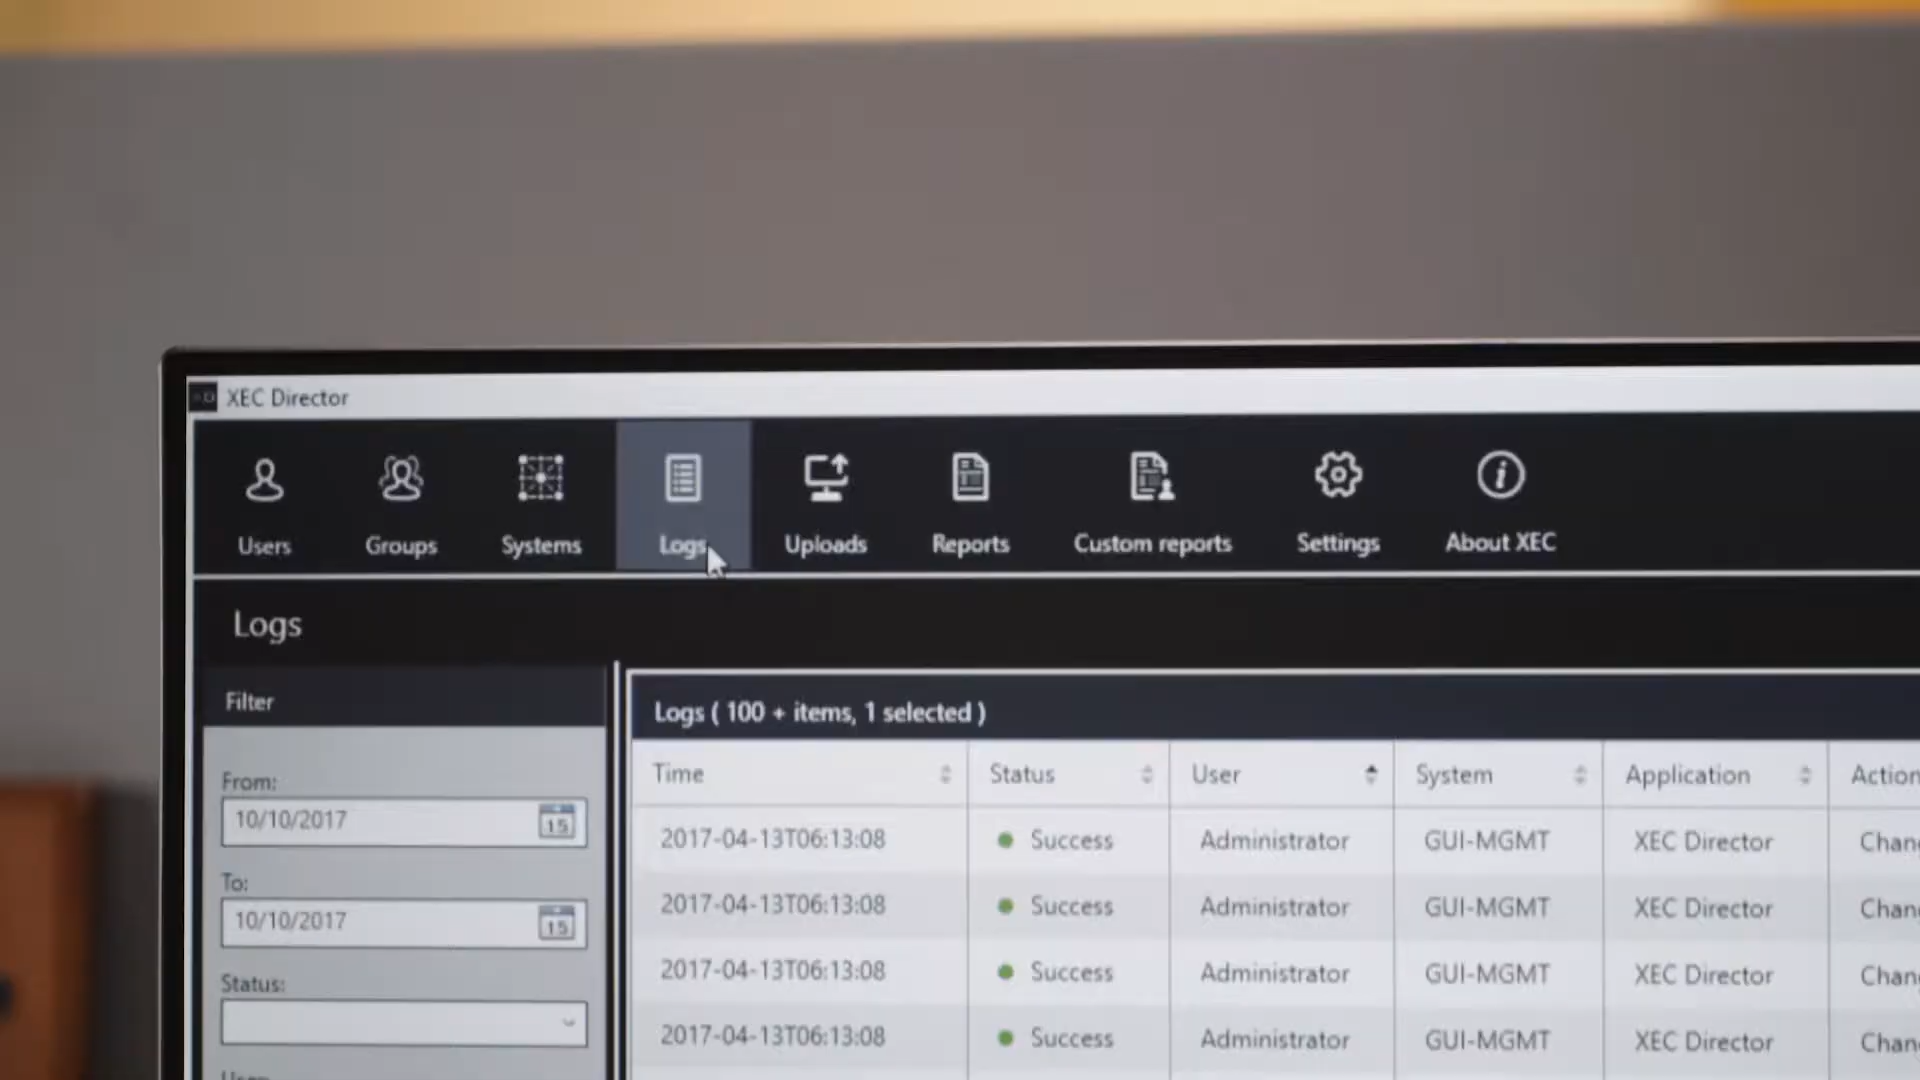 XEC Director
Users Groups Systems Logs Uploads Reports Custom reports Settings About XEC
Logs
Filter
Logs ( 100 + items, 1 selected )
From:
10/10/2017
15
To:
10/10/2017
15
Status:
Time Status User System Application
2017-04-13T06:13:08 Success Administrator GUI-MGMT XEC Director
2017-04-13T06:13:08 Success Administrator GUI-MGMT XEC Director
2017-04-13T06:13:08 Success Administrator GUI-MGMT XEC Director
2017-04-13T06:13:08 Success Administrator GUI-MGMT XEC Director